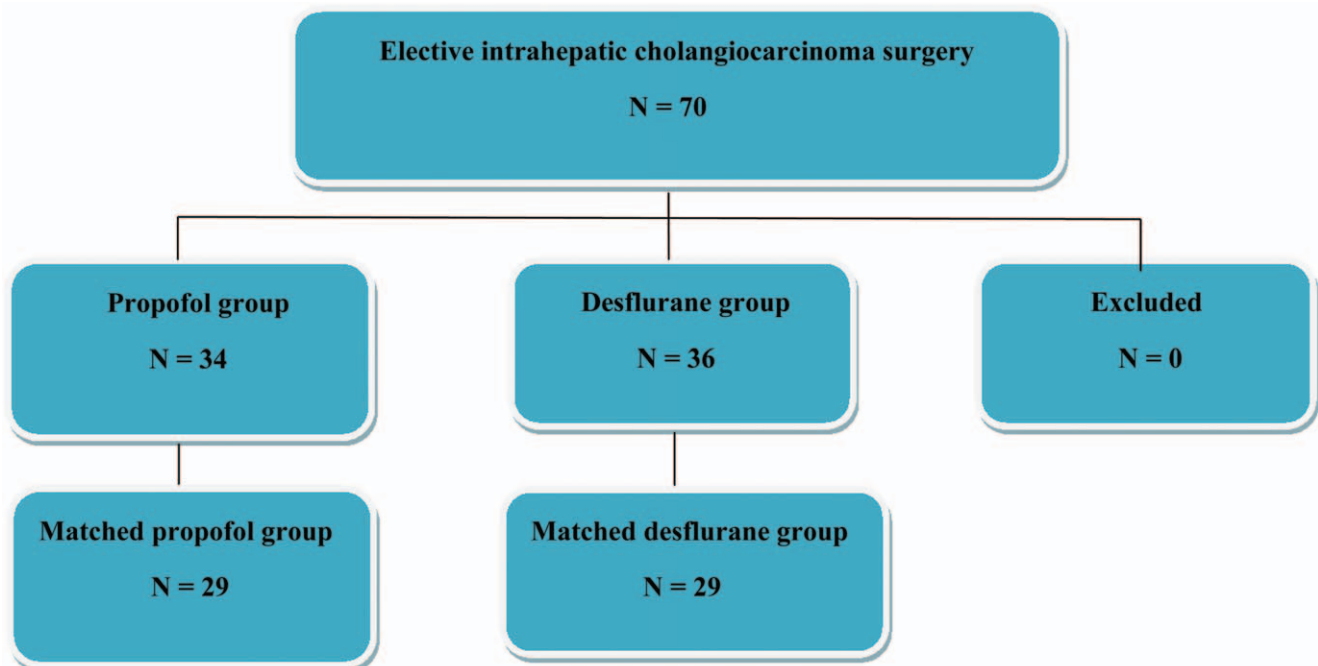 Elective intrahepatic cholangiocarcinoma surgery
N = 70
Propofol group
N = 34
Desflurane group
N = 36
Excluded
N = 0
Matched propofol group
N = 29
Matched desflurane group
N = 29